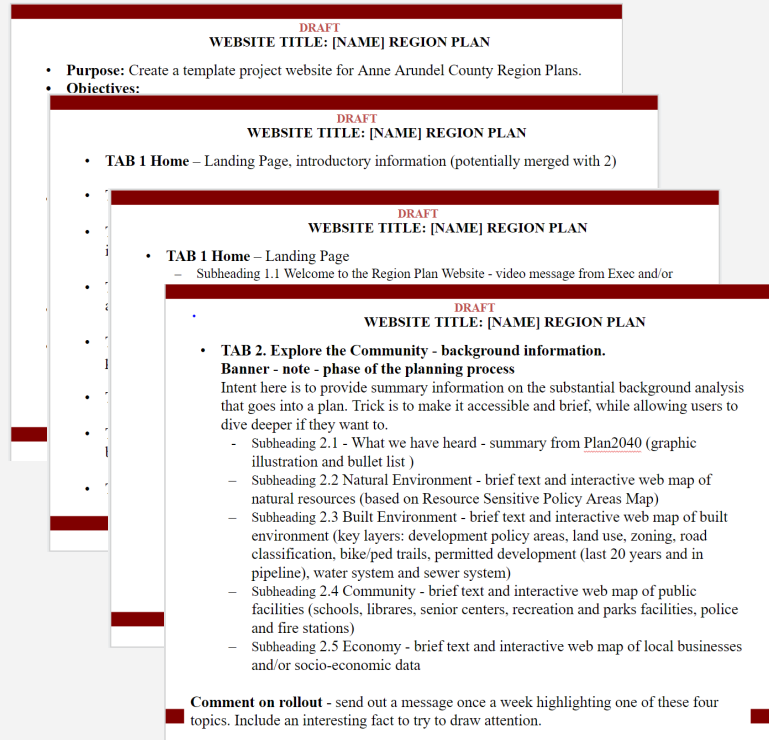 DRAFT
WEBSITE TITLE: [NAME] REGION PLAN
• Purpose: Create a template project website for Anne Arundel County Region Plans.
• Objectives:
DRAFT
WEBSITE TITLE: [NAME] REGION PLAN
• TAB 1 Home – Landing Page, introductory information (potentially merged with 2)
DRAFT
WEBSITE TITLE: [NAME] REGION PLAN
• TAB 1 Home – Landing Page
– Subheading 1.1 Welcome to the Region Plan Website - video message from Exec and/or
DRAFT
WEBSITE TITLE: [NAME] REGION PLAN
• TAB 2. Explore the Community - background information.
Banner - note - phase of the planning process
Intent here is to provide summary information on the substantial background analysis
that goes into a plan. Trick is to make it accessible and brief, while allowing users to
dive deeper if they want to.
- Subheading 2.1 - What we have heard - summary from Plan2040 (graphic
illustration and bullet list )
– Subheading 2.2 Natural Environment - brief text and interactive web map of
natural resources (based on Resource Sensitive Policy Areas Map)
– Subheading 2.3 Built Environment - brief text and interactive web map of built
environment (key layers: development policy areas, land use, zoning, road
classification, bike/ped trails, permitted development (last 20 years and in
pipeline), water system and sewer system)
– Subheading 2.4 Community - brief text and interactive web map of public
facilities (schools, librares, senior centers, recreation and parks facilities, police
and fire stations)
– Subheading 2.5 Economy - brief text and interactive web map of local businesses
and/or socio-economic data
Comment on rollout - send out a message once a week highlighting one of these four
topics. Include an interesting fact to try to draw attention.